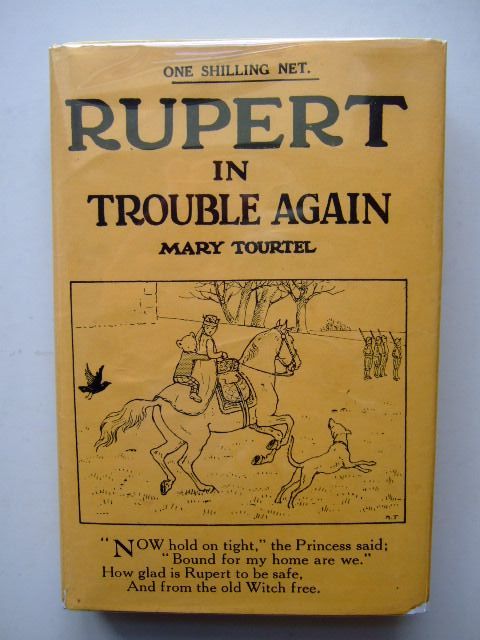 ONE SHILLING NET.
RUPERT
IN
TROUBLE AGAIN
MARY TOURTEL
M.T
"NOW hold on tight," the Princess said;
"Bound for my home are we."
How glad is Rupert to be safe,
And from the old Witch free.